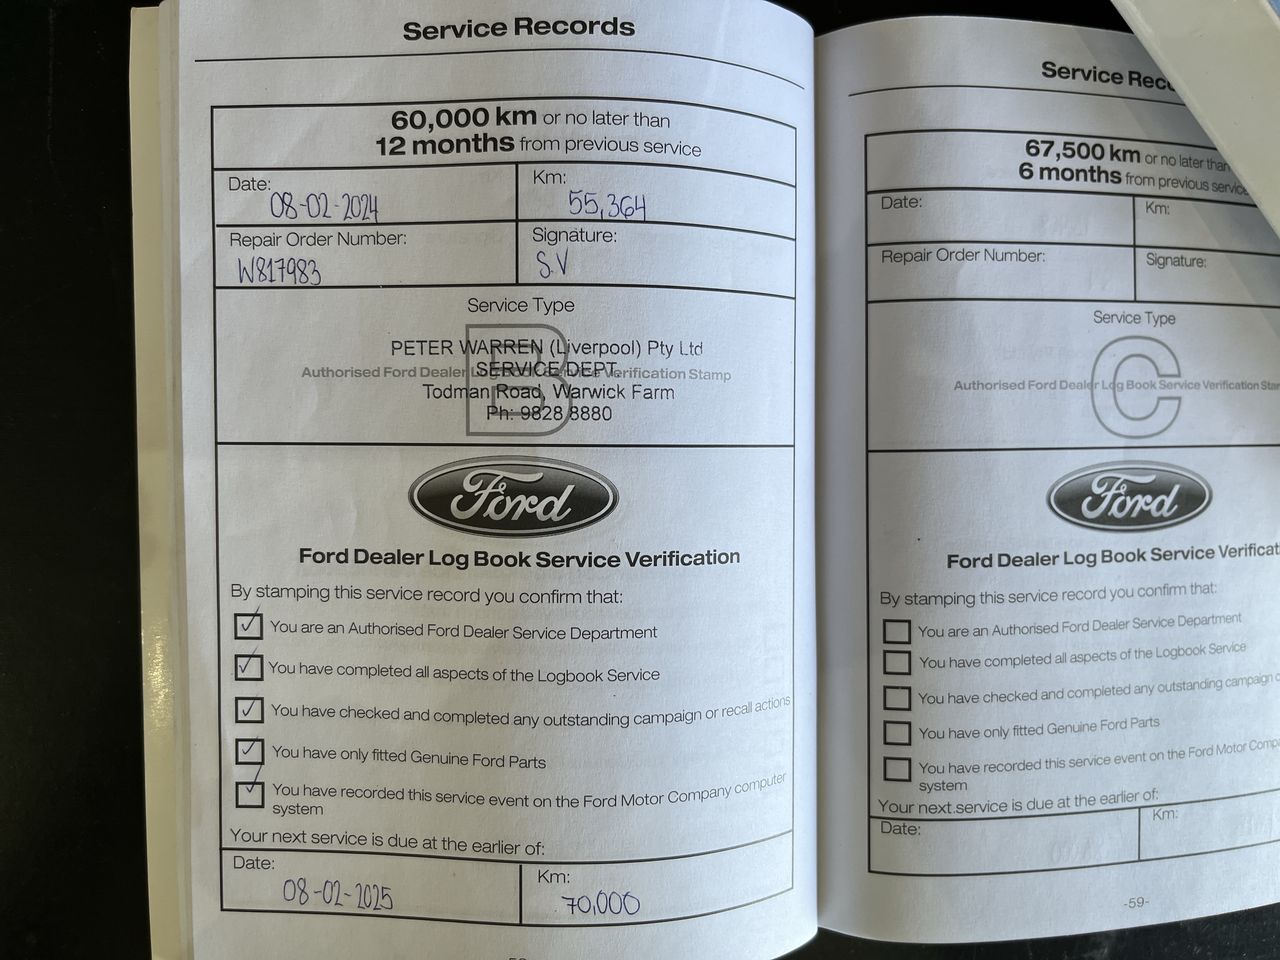 Service Records
60,000 km or no later than
12 months from previous service
Date:
08-02-2024
Km:
55,364
Repair Order Number:
W817983
Signature:
S.V
Service Type
B
PETER WARREN (Liverpool) Pty Ltd
Authorised Ford Dealer Log Book Service Verification Stamp
SERVICE DEPT.
Todman Road, Warwick Farm
Ph: 9828 8880
Ford
Ford Dealer Log Book Service Verification
By stamping this service record you confirm that:
You are an Authorised Ford Dealer Service Department
You have completed all aspects of the Logbook Service
You have checked and completed any outstanding campaign or recall actions
You have only fitted Genuine Ford Parts
You have recorded this service event on the Ford Motor Company computer
system
Your next service is due at the earlier of:
Date:
08-02-2025
Km:
70,000
Service Rec
67,500 km or no later than
6 months from previous service
Date:
Km:
Repair Order Number:
Signature:
Service Type
C
Authorised Ford Dealer Log Book Service Verification Star
Ford
Ford Dealer Log Book Service Verificat
By stamping this service record you confirm that:
You are an Authorised Ford Dealer Service Department
You have completed all aspects of the Logbook Service
You have checked and completed any outstanding campaign
You have only fitted Genuine Ford Parts
You have recorded this service event on the Ford Motor Comp
system
Your next service is due at the earlier of:
Date:
Km:
-59-